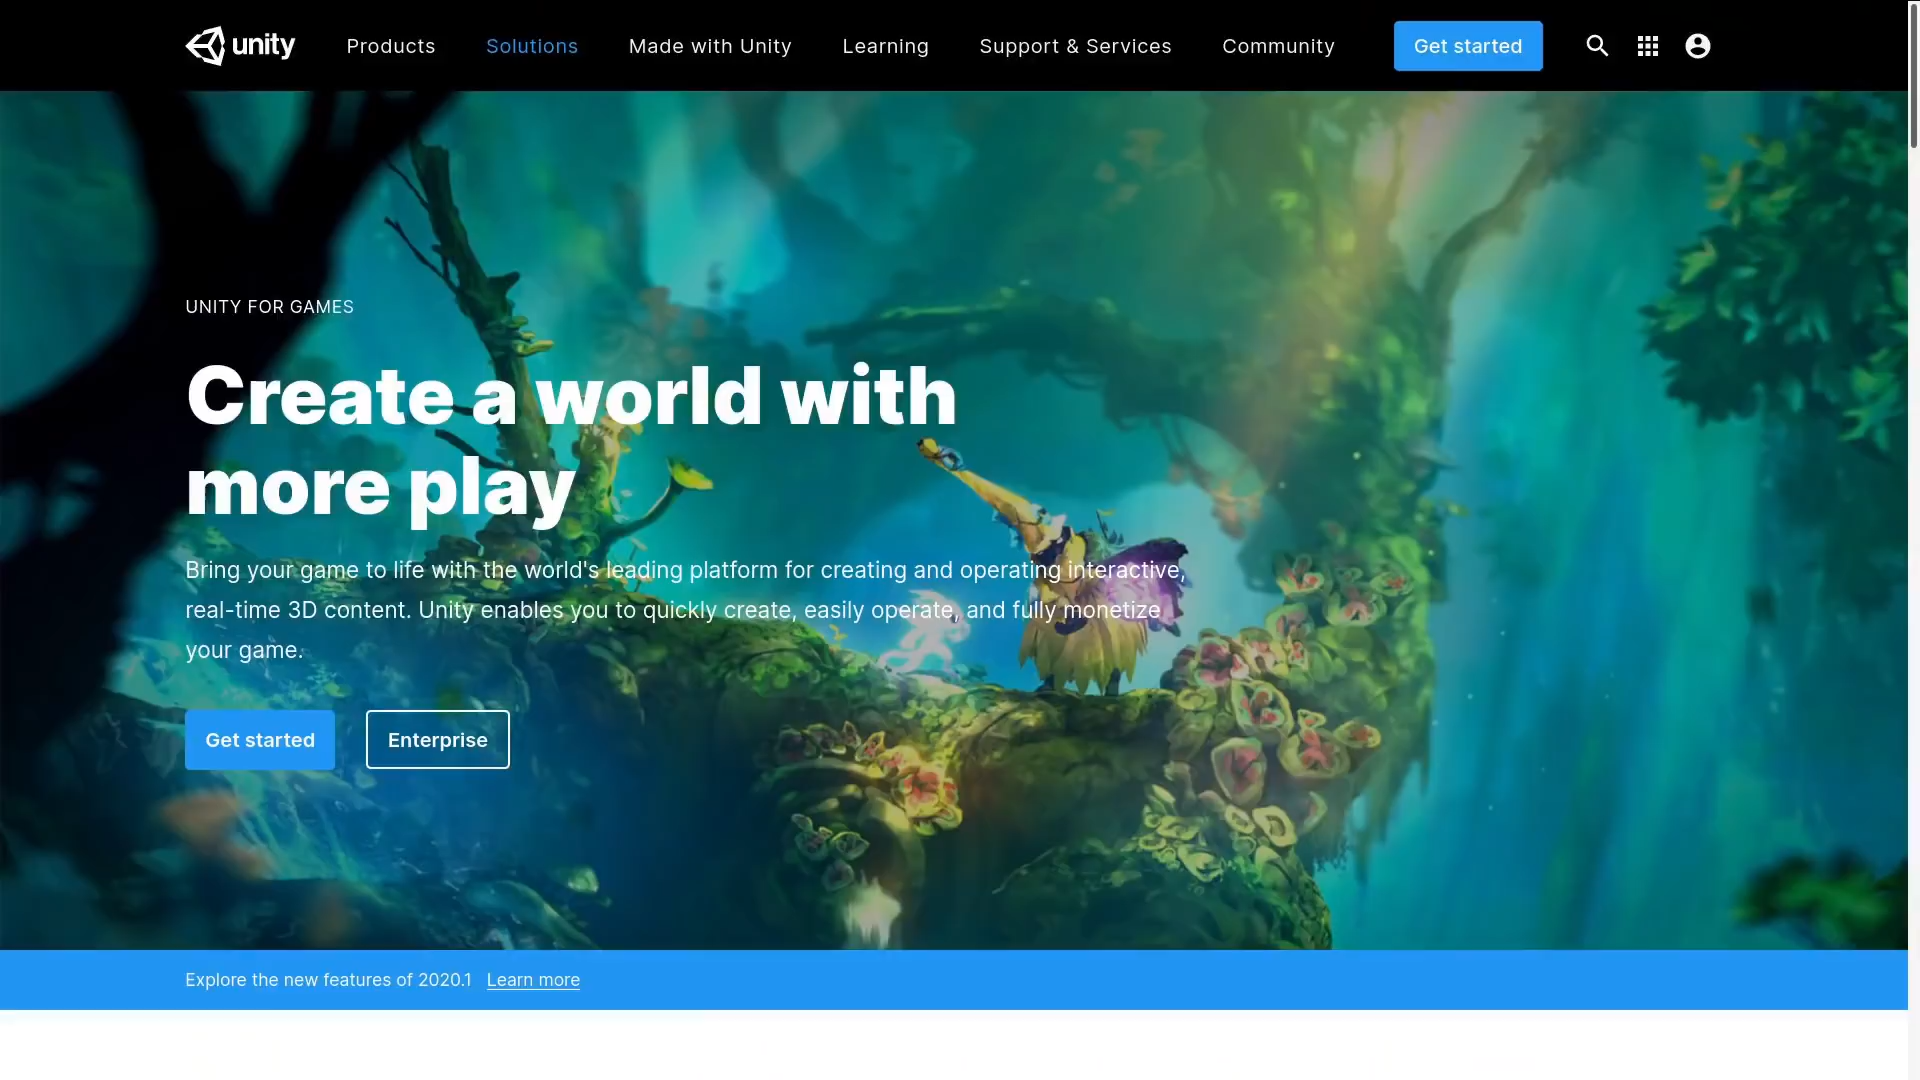 unity
Products
Solutions
Made with Unity
Learning
Support & Services
Community
Get started
UNITY FOR GAMES
Create a world with
more play
Bring your game to life with the world's leading platform for creating and operating interactive,
real-time 3D content. Unity enables you to quickly create, easily operate, and fully monetize
your game.
Get started
Enterprise
Explore the new features of 2020.1 Learn more